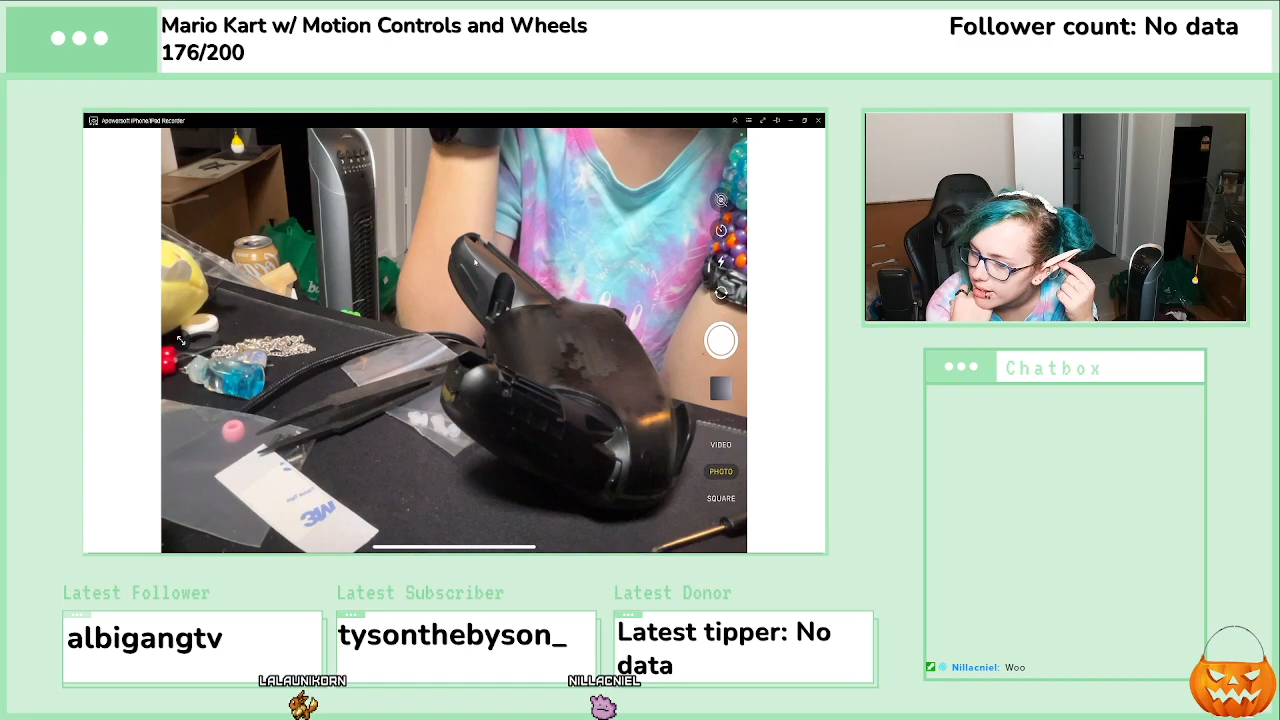 Mario Kart w/ Motion Controls and Wheels
176/200
Follower count: No data
Apowersoft iPhone/iPad Recorder
VIDEO
PHOTO
SQUARE
3M
Chatbox
Nillacniel: Woo
Latest Follower
albigangtv
Latest Subscriber
tysonthebyson_
Latest Donor
Latest tipper: No
data
LALAUNIKORN
NILLACNIEL